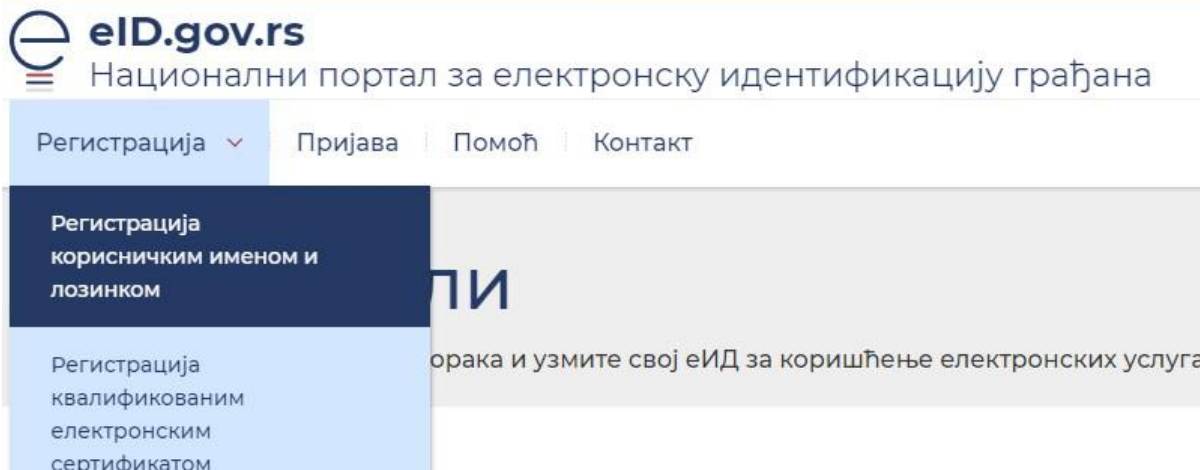 eID.gov.rs
Национални портал за електронску идентификацију грађана
Регистрација Пријава Помоћ Контакт
Регистрација
корисничким именом и
лозинком
ли
орака и узмите свој еИД за коришћење електронских услуга
Регистрација
квалификованим
електронским
сертификатом